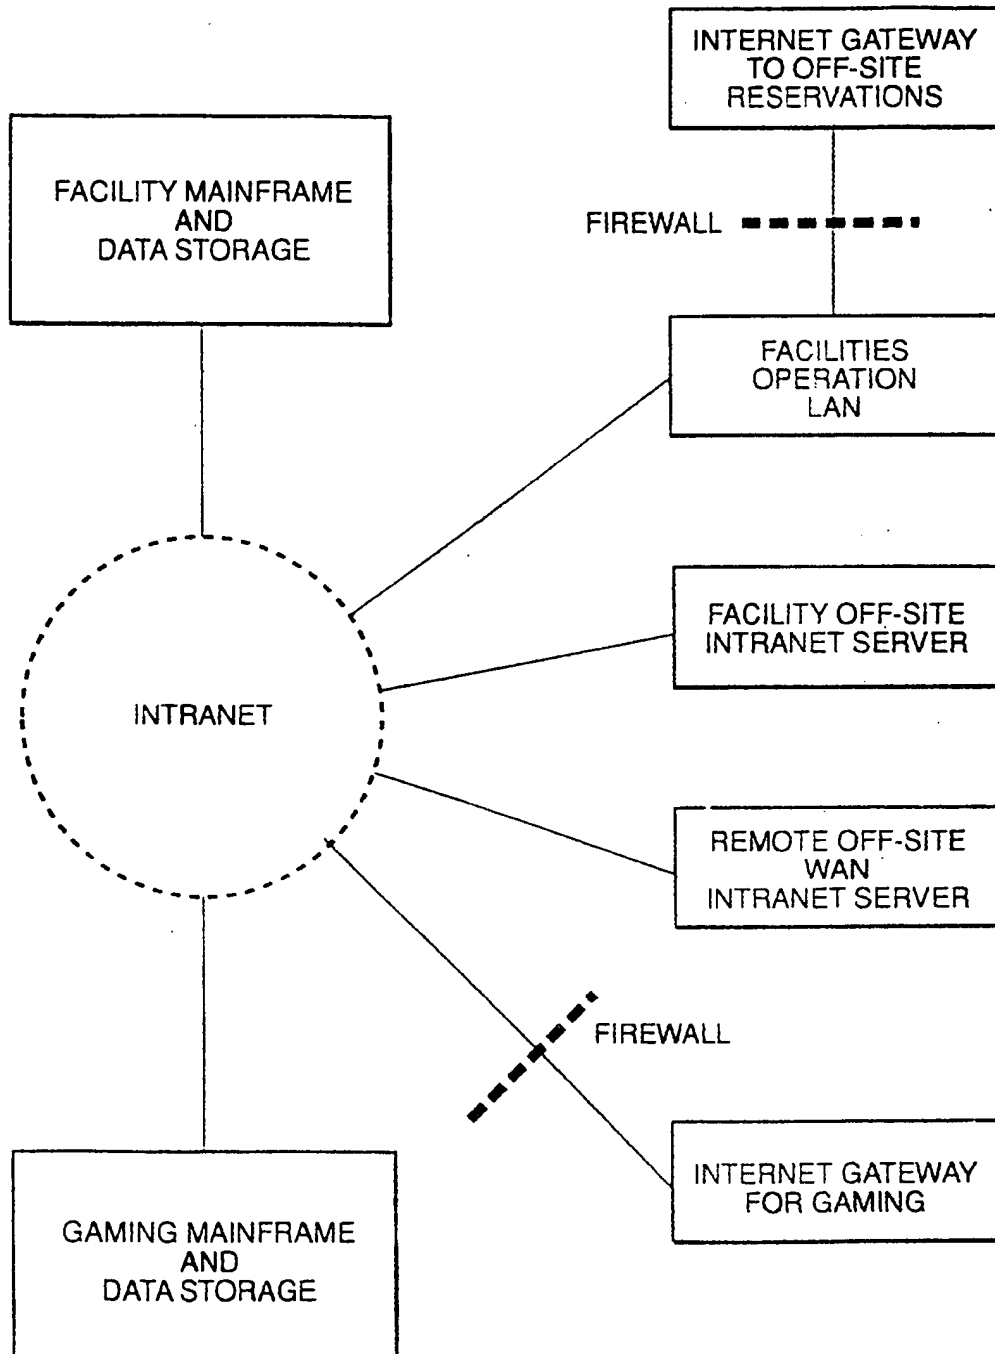 INTERNET GATEWAY
TO OFF-SITE
RESERVATIONS
FACILITY MAINFRAME
AND
DATA STORAGE
FIREWALL
FACILITIES
OPERATION
LAN
FACILITY OFF-SITE
INTRANET SERVER
INTRANET
REMOTE OFF-SITE
WAN
INTRANET SERVER
FIREWALL
INTERNET GATEWAY
FOR GAMING
GAMING MAINFRAME
AND
DATA STORAGE